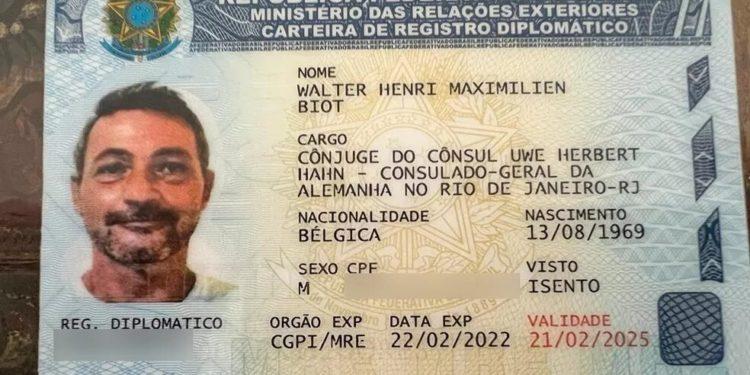 MINISTÉRIO DAS RELAÇÕES EXTERIORES
CARTEIRA DE REGISTRO DIPLOMÁTICO
NOME
WALTER HENRI MAXIMILIEN
BIOT
CARGO
CÔNJUGE DO CÔNSUL UWE HERBERT
HAHN - CONSULADO-GERAL DA
ALEMANHA NO RIO DE JANEIRO-RJ
NACIONALIDADE NASCIMENTO
BÉLGICA 13/08/1969
SEXO CPF VISTO
M ISENTO
REG. DIPLOMATICO
ORGÃO EXP DATA EXP VALIDADE
CGPI/MRE 22/02/2022 21/02/2025